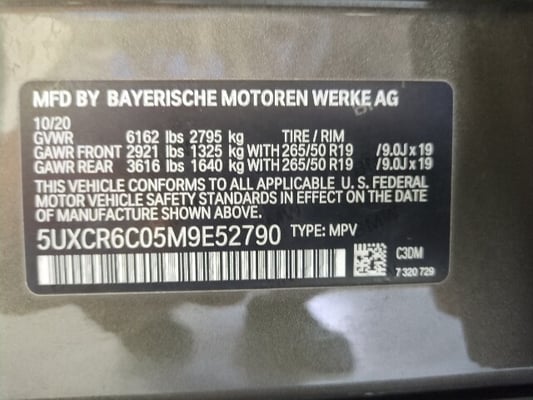 MFD BY BAYERISCHE MOTOREN WERKE AG
10/20
GVWR 6162 lbs 2795 kg TIRE / RIM
GAWR FRONT 2921 lbs 1325 kg WITH 265/50 R19 /9.0J x 19
GAWR REAR 3616 lbs 1640 kg WITH 265/50 R19 /9.0J x 19
THIS VEHICLE CONFORMS TO ALL APPLICABLE U. S. FEDERAL
MOTOR VEHICLE SAFETY STANDARDS IN EFFECT ON THE
DATE OF MANUFACTURE SHOWN ABOVE.
5UXCR6C05M9E52790 TYPE: MPV
C3DM
7 320 729